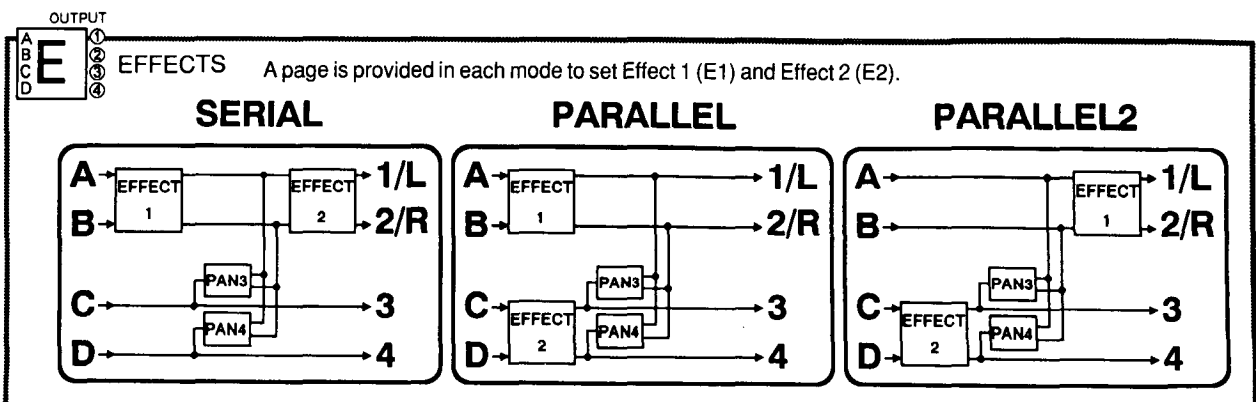 OUTPUT
A
B
C
D
E
①
②
③
④
EFFECTS
A page is provided in each mode to set Effect 1 (E1) and Effect 2 (E2).
SERIAL
A
B
C
D
EFFECT
1
EFFECT
2
PAN3
PAN4
1/L
2/R
3
4
PARALLEL
A
B
C
D
EFFECT
1
EFFECT
2
PAN3
PAN4
1/L
2/R
3
4
PARALLEL2
A
B
C
D
EFFECT
1
EFFECT
2
PAN3
PAN4
1/L
2/R
3
4